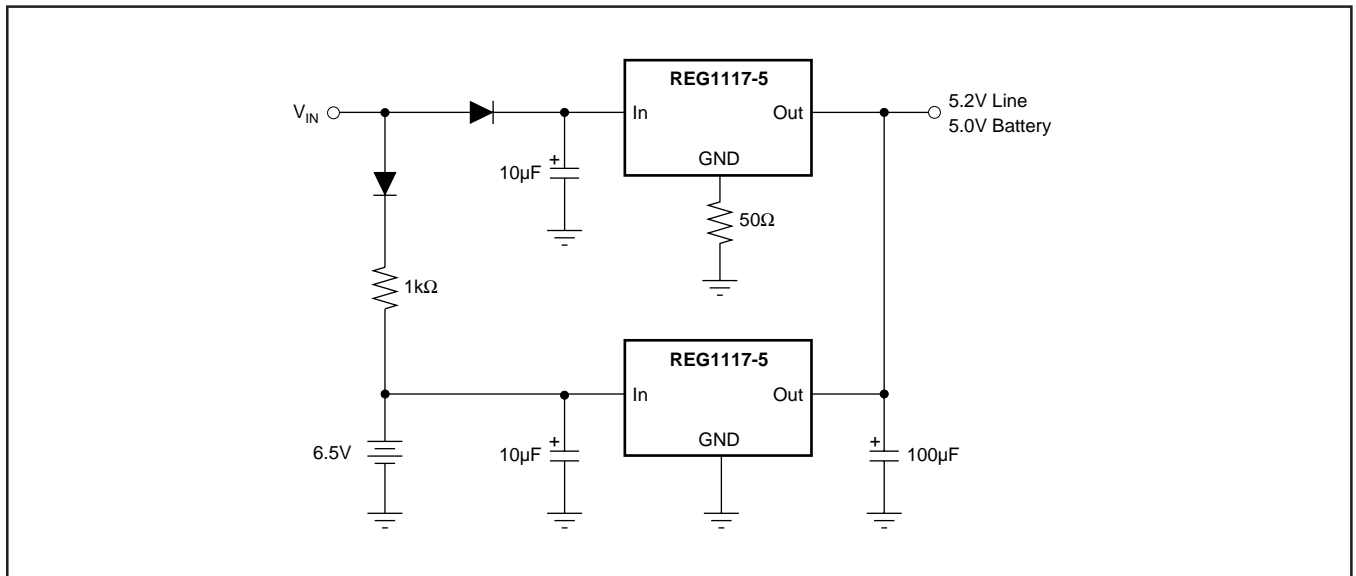 REG1117-5
V_IN
In
Out
5.2V Line
5.0V Battery
GND
+
10µF
50Ω
1kΩ
REG1117-5
In
Out
GND
6.5V
+
10µF
+
100µF